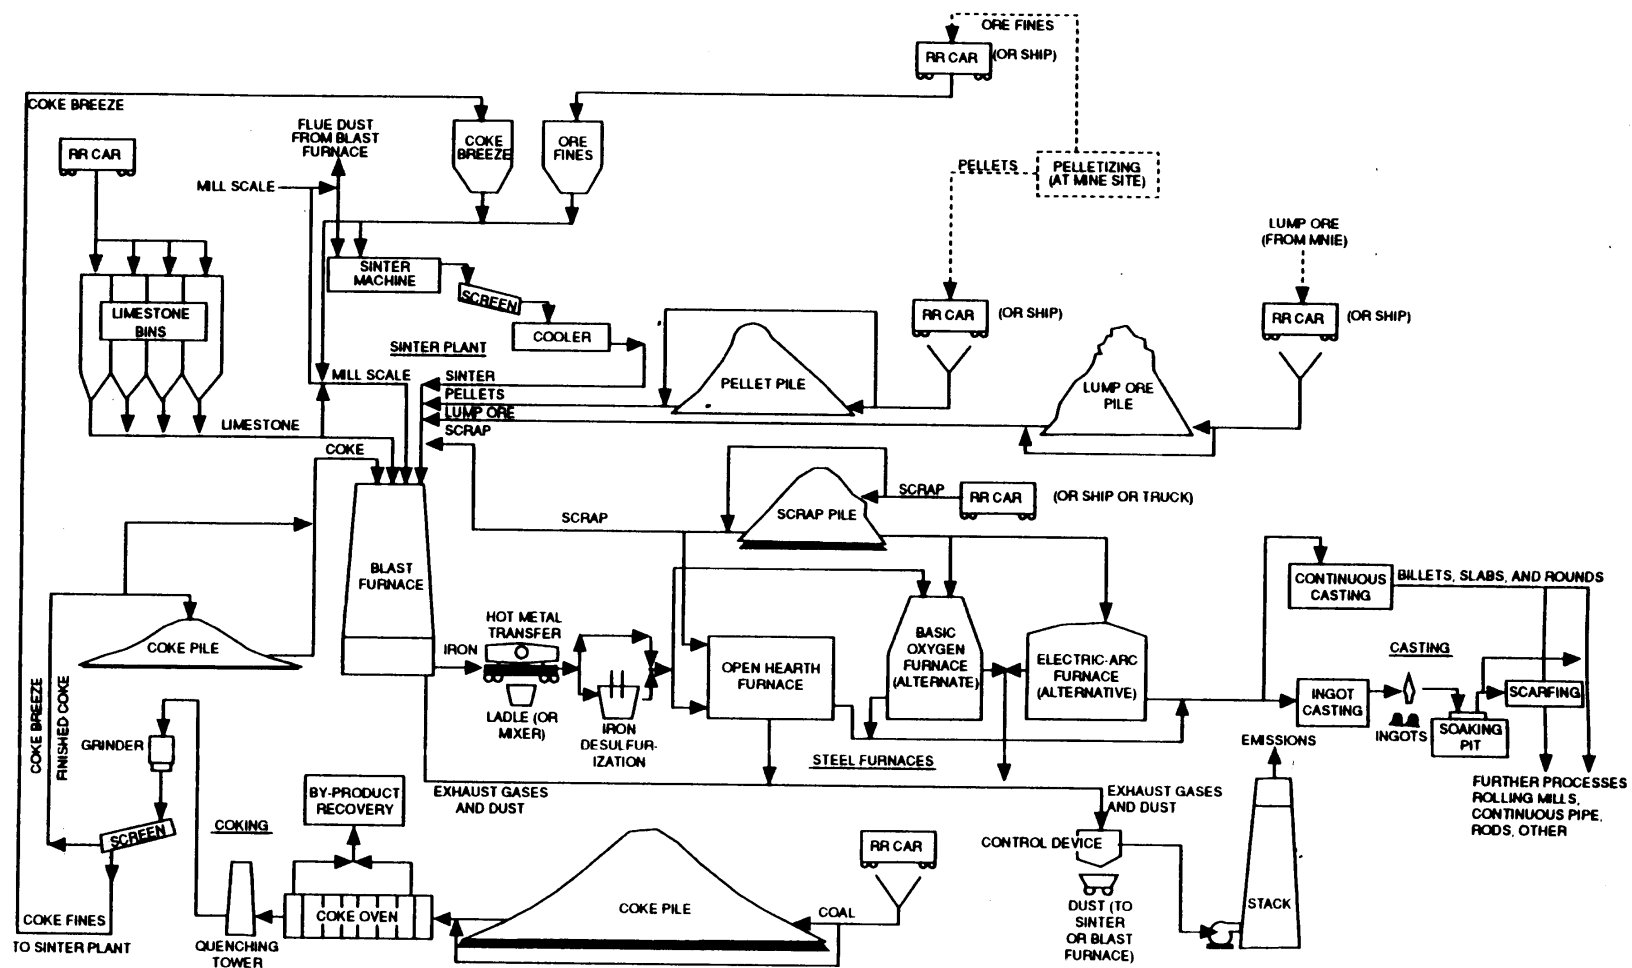 ORE FINES
RR CAR
(OR SHIP)
COKE BREEZE
FLUE DUST
FROM BLAST
FURNACE
COKE
BREEZE
ORE
FINES
RR CAR
PELLETS
PELLETIZING
(AT MINE SITE)
MILL SCALE
LUMP ORE
(FROM MNIE)
SINTER
MACHINE
SCREEN
LIMESTONE
BINS
RR CAR
(OR SHIP)
RR CAR
(OR SHIP)
COOLER
SINTER PLANT
MILL SCALE
SINTER
PELLETS
LUMP ORE
SCRAP
PELLET PILE
LUMP ORE
PILE
LIMESTONE
COKE
SCRAP
RR CAR
(OR SHIP OR TRUCK)
SCRAP
SCRAP PILE
BLAST
FURNACE
CONTINUOUS
CASTING
BILLETS, SLABS, AND ROUNDS
HOT METAL
TRANSFER
COKE PILE
IRON
OPEN HEARTH
FURNACE
BASIC
OXYGEN
FURNACE
(ALTERNATE)
ELECTRIC-ARC
FURNACE
(ALTERNATIVE)
CASTING
INGOT
CASTING
SCARFING
COKE BREEZE
FINISHED COKE
LADLE (OR
MIXER)
IRON
DESULFUR-
IZATION
INGOTS
SOAKING
PIT
GRINDER
STEEL FURNACES
EMISSIONS
BY-PRODUCT
RECOVERY
EXHAUST GASES
AND DUST
EXHAUST GASES
AND DUST
FURTHER PROCESSES
ROLLING MILLS,
CONTINUOUS PIPE,
RODS, OTHER
SCREEN
COKING
CONTROL DEVICE
RR CAR
COKE OVEN
COKE PILE
COAL
STACK
COKE FINES
TO SINTER PLANT
QUENCHING
TOWER
DUST (TO
SINTER
OR BLAST
FURNACE)